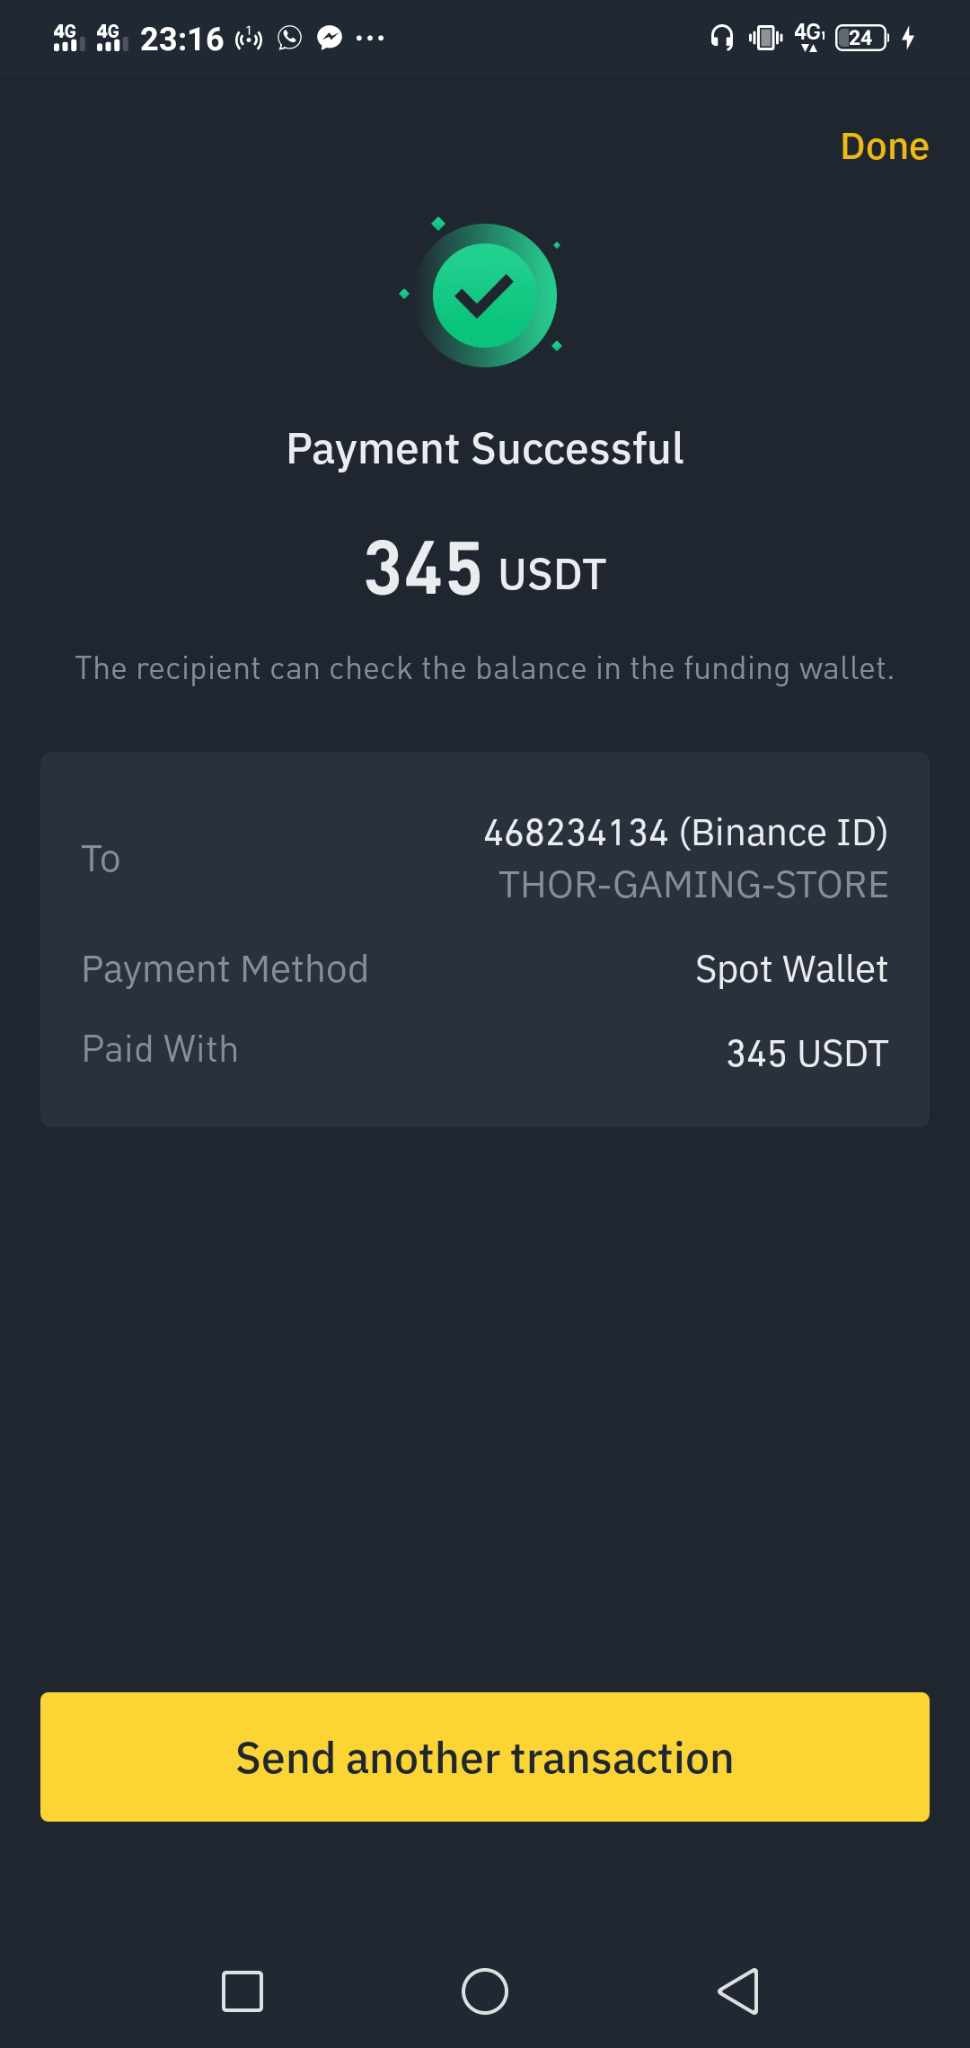 4G 4G 23:16 4G1 24
Done
Payment Successful
345 USDT
The recipient can check the balance in the funding wallet.
To
468234134 (Binance ID)
THOR-GAMING-STORE
Payment Method Spot Wallet
Paid With 345 USDT
Send another transaction